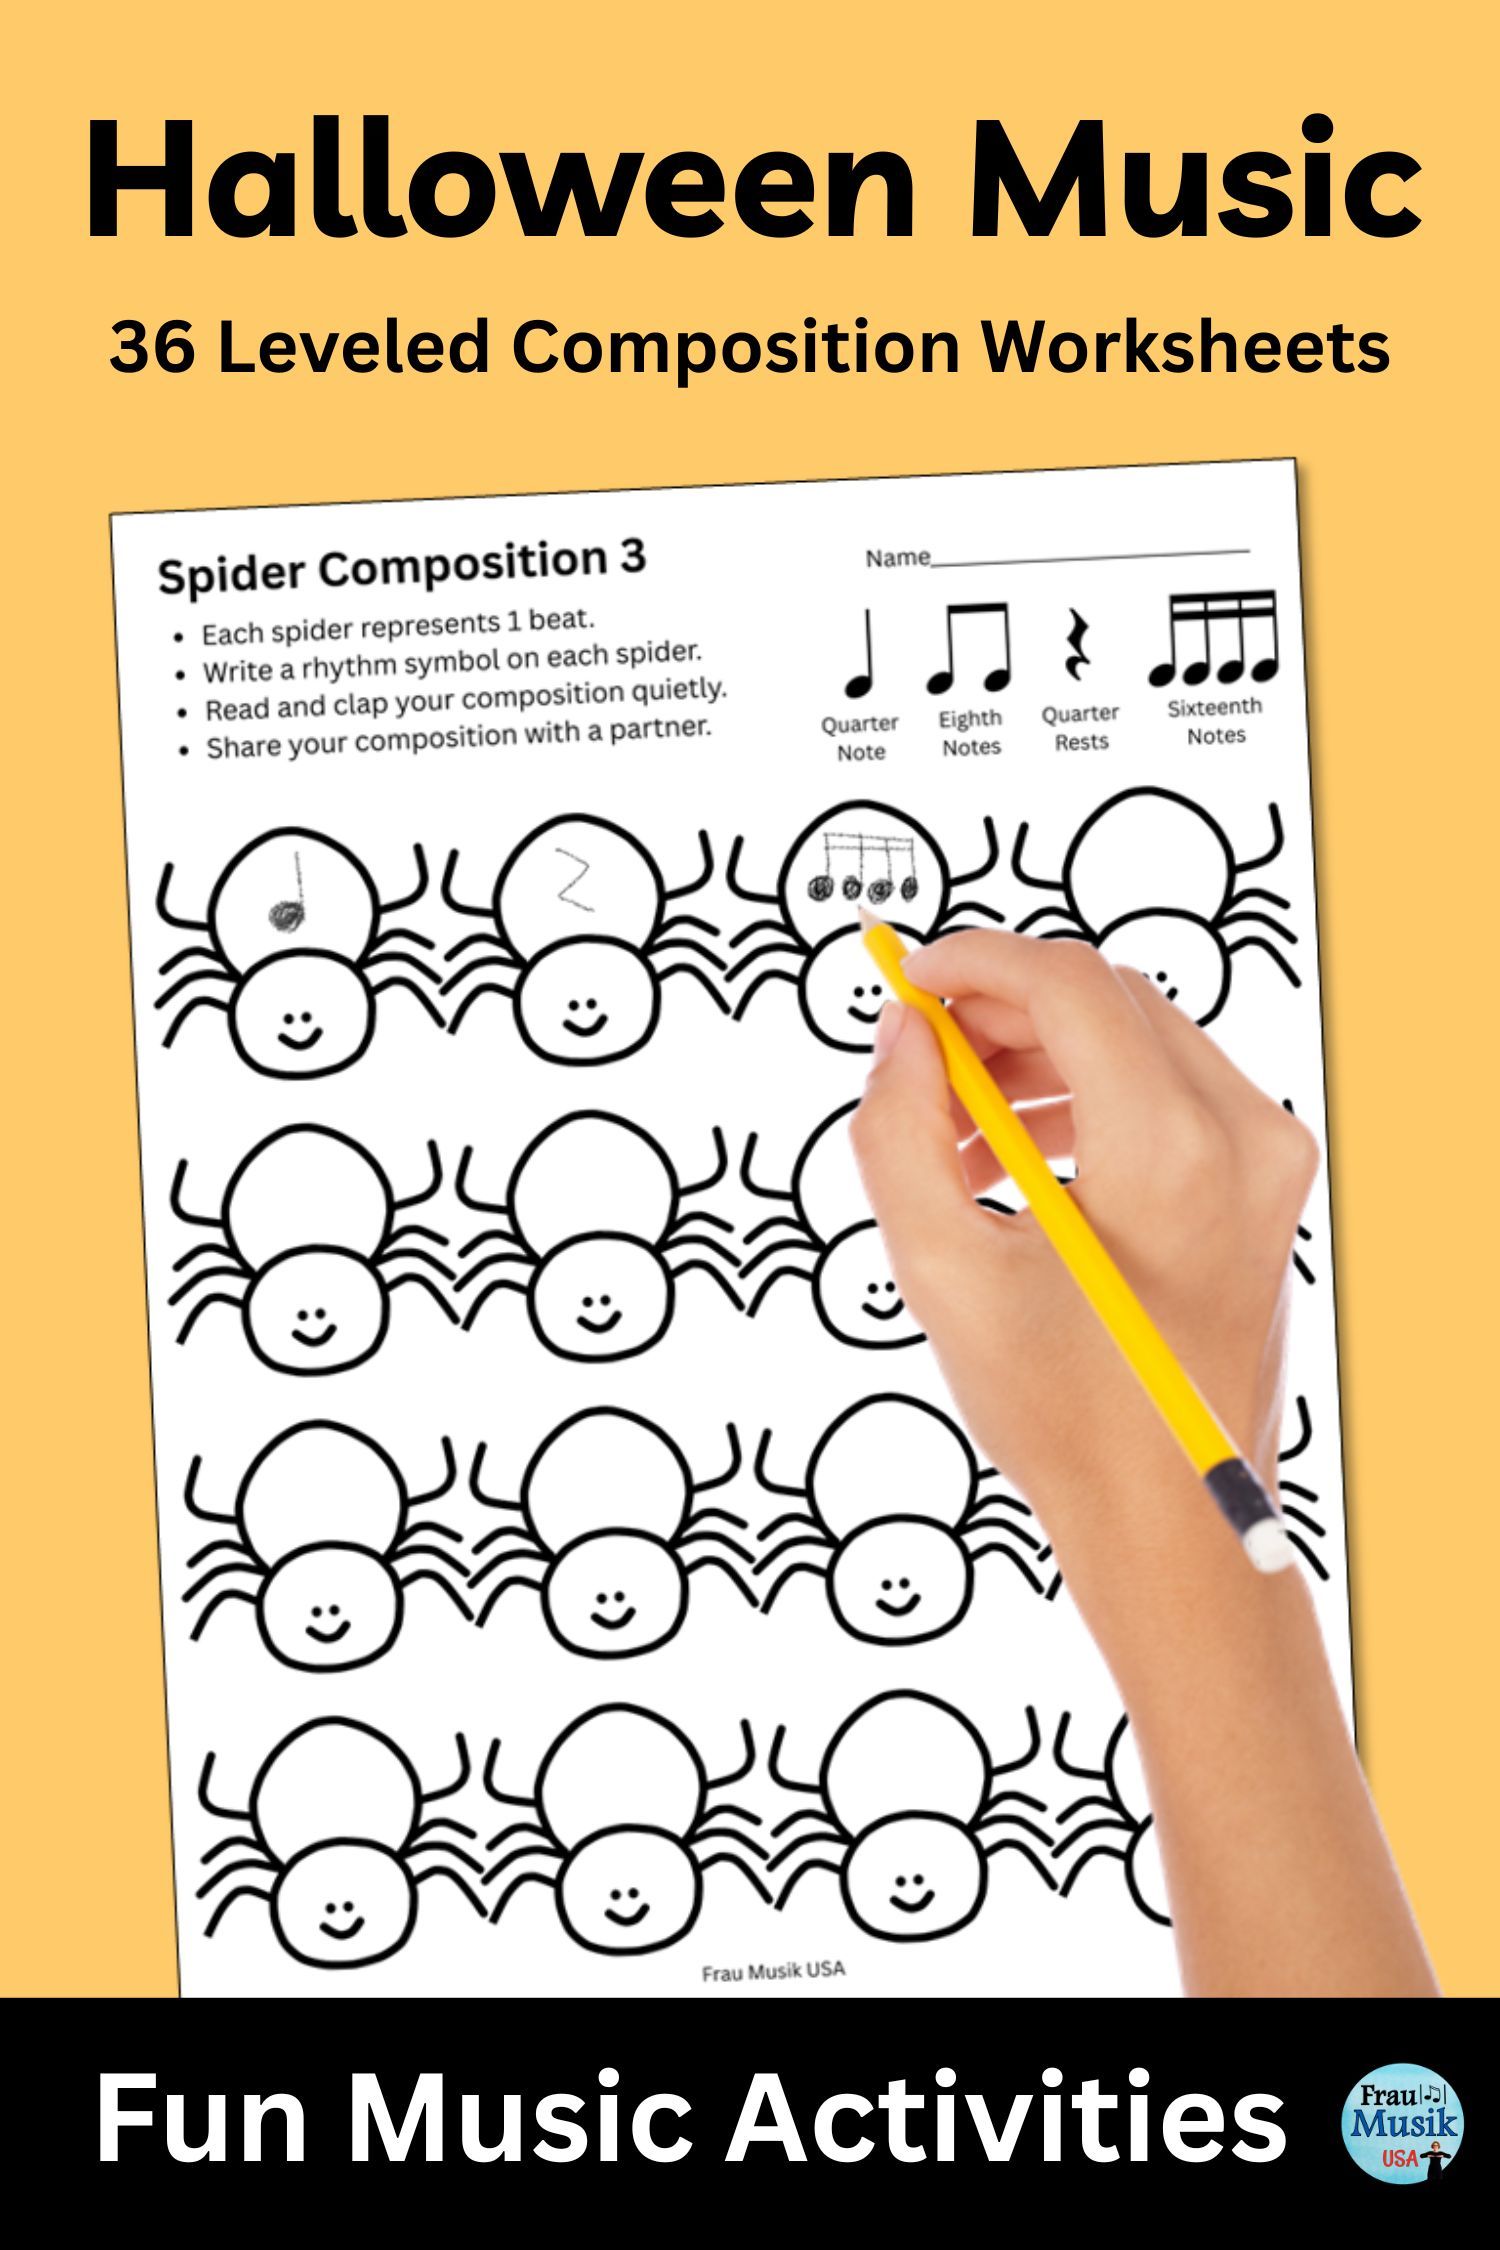 Halloween Music
36 Leveled Composition Worksheets
Spider Composition 3
Name
• Each spider represents 1 beat.
• Write a rhythm symbol on each spider.
• Read and clap your composition quietly.
• Share your composition with a partner.
Quarter
Note
Eighth
Notes
Quarter
Rests
Sixteenth
Notes
Frau Musik USA
Fun Music Activities
Frau
Musik
USA